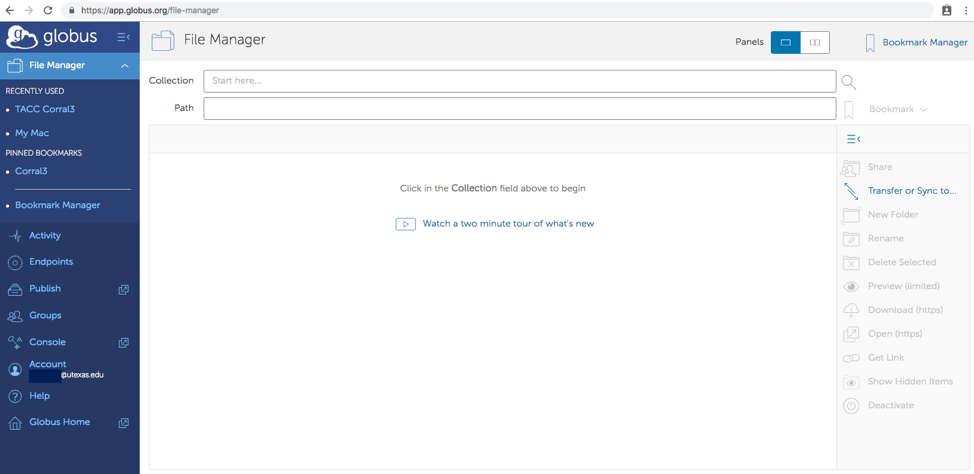 https://app.globus.org/file-manager
globus
File Manager
RECENTLY USED
TACC Corral3
My Mac
PINNED BOOKMARKS
Corral3
Bookmark Manager
Activity
Endpoints
Publish
Groups
Console
Account
@utexas.edu
Help
Globus Home
File Manager
Panels
Bookmark Manager
Collection
Start here...
Path
Bookmark
Click in the Collection field above to begin
Watch a two minute tour of what's new
Share
Transfer or Sync to...
New Folder
Rename
Delete Selected
Preview (limited)
Download (https)
Open (https)
Get Link
Show Hidden Items
Deactivate